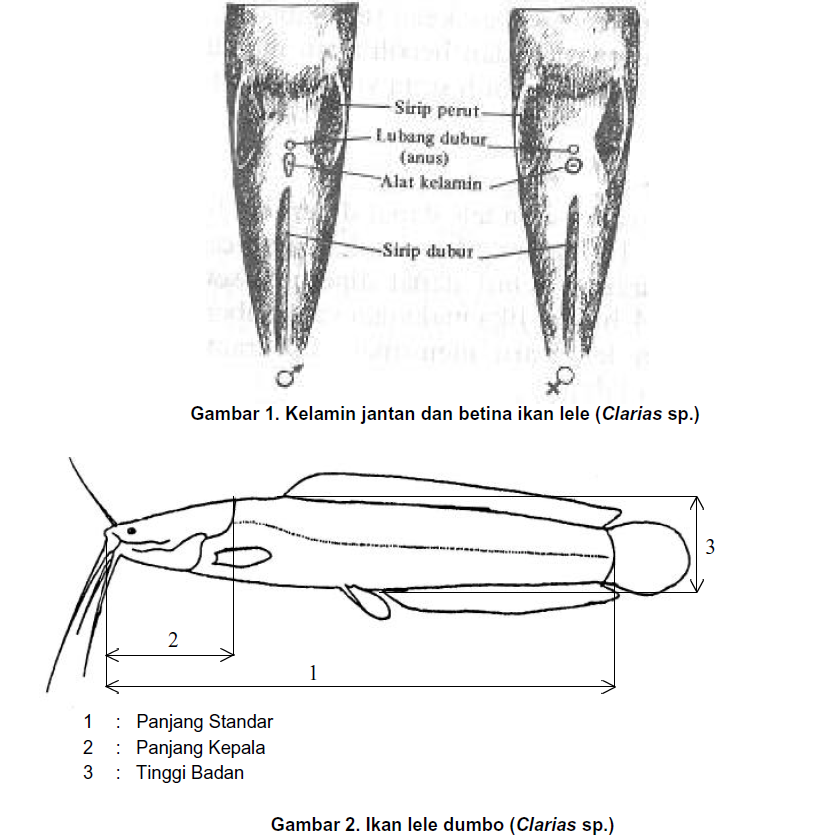 Sirip perut
Lubang dubur
(anus)
Alat kelamin
Sirip dubur
Gambar 1. Kelamin jantan dan betina ikan lele (Clarias sp.)
3
2
1
1 : Panjang Standar
2 : Panjang Kepala
3 : Tinggi Badan
Gambar 2. Ikan lele dumbo (Clarias sp.)